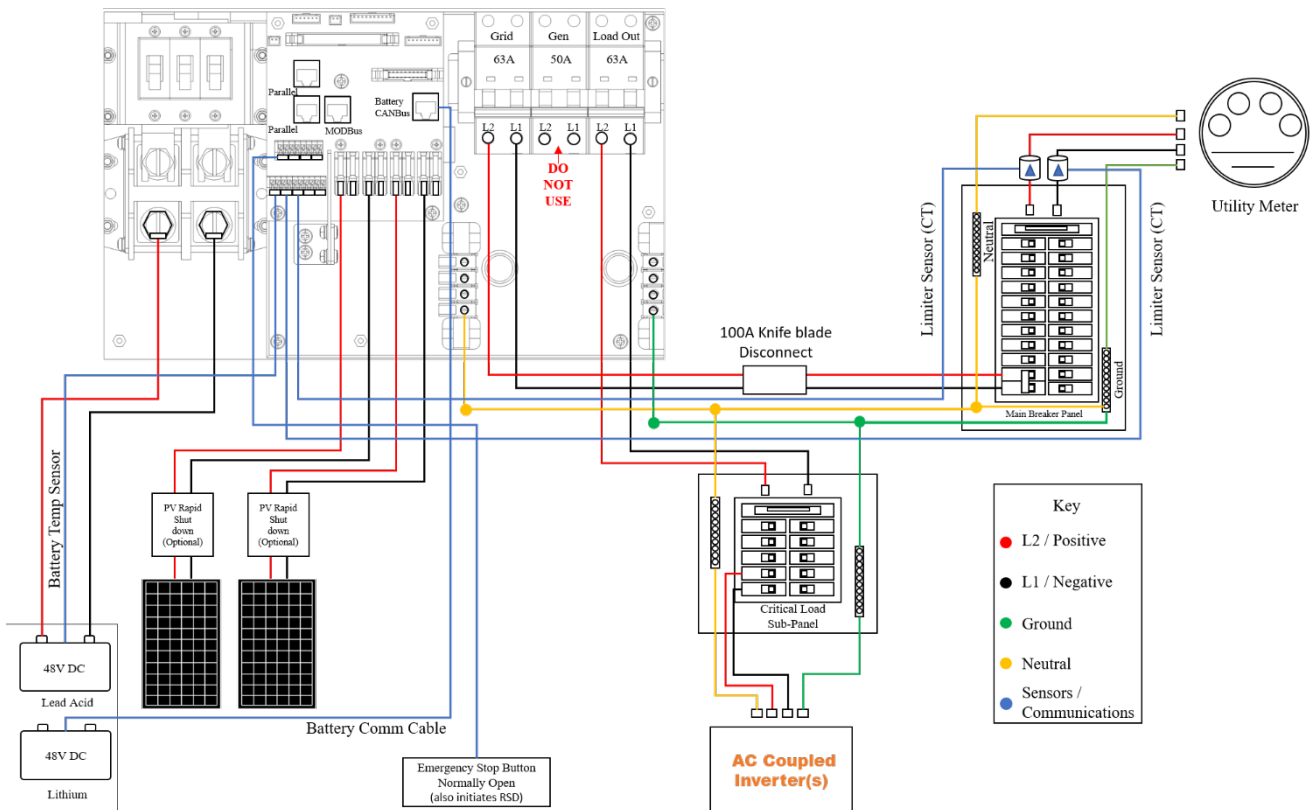 Grid
Gen
Load Out
63A
50A
63A
Parallel
Parallel
MODBus
Battery
CANBus
L2
L1
L2
L1
L2
L1
DO
NOT
USE
Utility Meter
Limiter Sensor (CT)
Neutral
Limiter Sensor (CT)
Ground
Main Breaker Panel
100A Knife blade
Disconnect
Battery Temp Sensor
PV Rapid
Shut
down
(Optional)
PV Rapid
Shut
down
(Optional)
Critical Load
Sub-Panel
Key
L2 / Positive
L1 / Negative
Ground
Neutral
Sensors /
Communications
48V DC
Lead Acid
48V DC
Lithium
Battery Comm Cable
Emergency Stop Button
Normally Open
(also initiates RSD)
AC Coupled
Inverter(s)